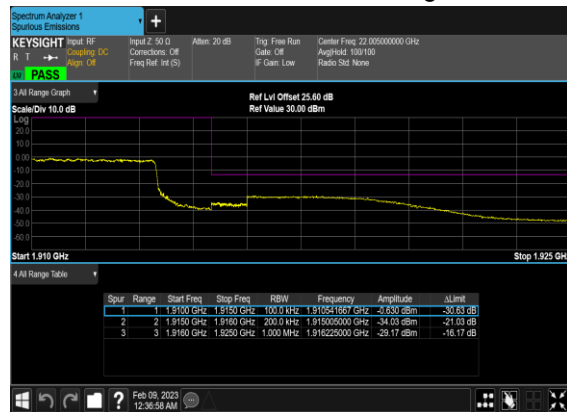 Spectrum Analyzer 1
Spurious Emissions
KEYSIGHT Input: RF Input Z: 50 Ω Atten: 20 dB Trig: Free Run Center Freq: 22.005000000 GHz
R T Coupling: DC Corrections: Off Gate: Off Avg|Hold: 100/100
Align: Off Freq Ref: Int (S) IF Gain: Low Radio Std: None
PASS
3 All Range Graph
Ref Lvl Offset 25.60 dB
Scale/Div 10.0 dB Ref Value 30.00 dBm
Log
20.0
10.0
0.00
-10.0
-20.0
-30.0
-40.0
-50.0
-60.0
Start 1.910 GHz Stop 1.925 GH
4 All Range Table
Spur Range Start Freq Stop Freq RBW Frequency Amplitude ΔLimit
1 1 1.9100 GHz 1.9150 GHz 100.0 kHz 1.910541667 GHz -0.630 dBm -30.63 dB
2 2 1.9150 GHz 1.9160 GHz 200.0 kHz 1.915005000 GHz -34.03 dBm -21.03 dB
3 3 1.9160 GHz 1.9250 GHz 1.000 MHz 1.916225000 GHz -29.17 dBm -16.17 dB
Feb 09, 2023
12:36:58 AM